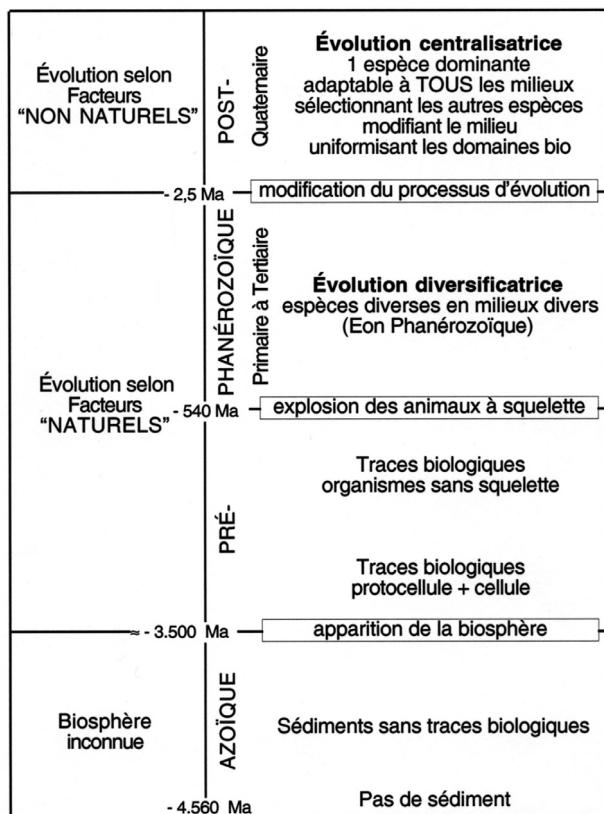 Évolution selon
Facteurs
“NON NATURELS”
POST-
Quaternaire
Évolution centralisatrice
1 espèce dominante
adaptable à TOUS les milieux
sélectionnant les autres espèces
modifiant le milieu
uniformisant les domaines bio
- 2,5 Ma
modification du processus d’évolution
Évolution selon
Facteurs
“NATURELS”
PHANÉROZOÏQUE
Primaire à Tertiaire
Évolution diversificatrice
espèces diverses en milieux divers
(Eon Phanérozoïque)
- 540 Ma
explosion des animaux à squelette
PRÉ-
Traces biologiques
organismes sans squelette
Traces biologiques
protocellule + cellule
≈ - 3.500 Ma
apparition de la biosphère
Biosphère
inconnue
AZOÏQUE
Sédiments sans traces biologiques
Pas de sédiment
- 4.560 Ma